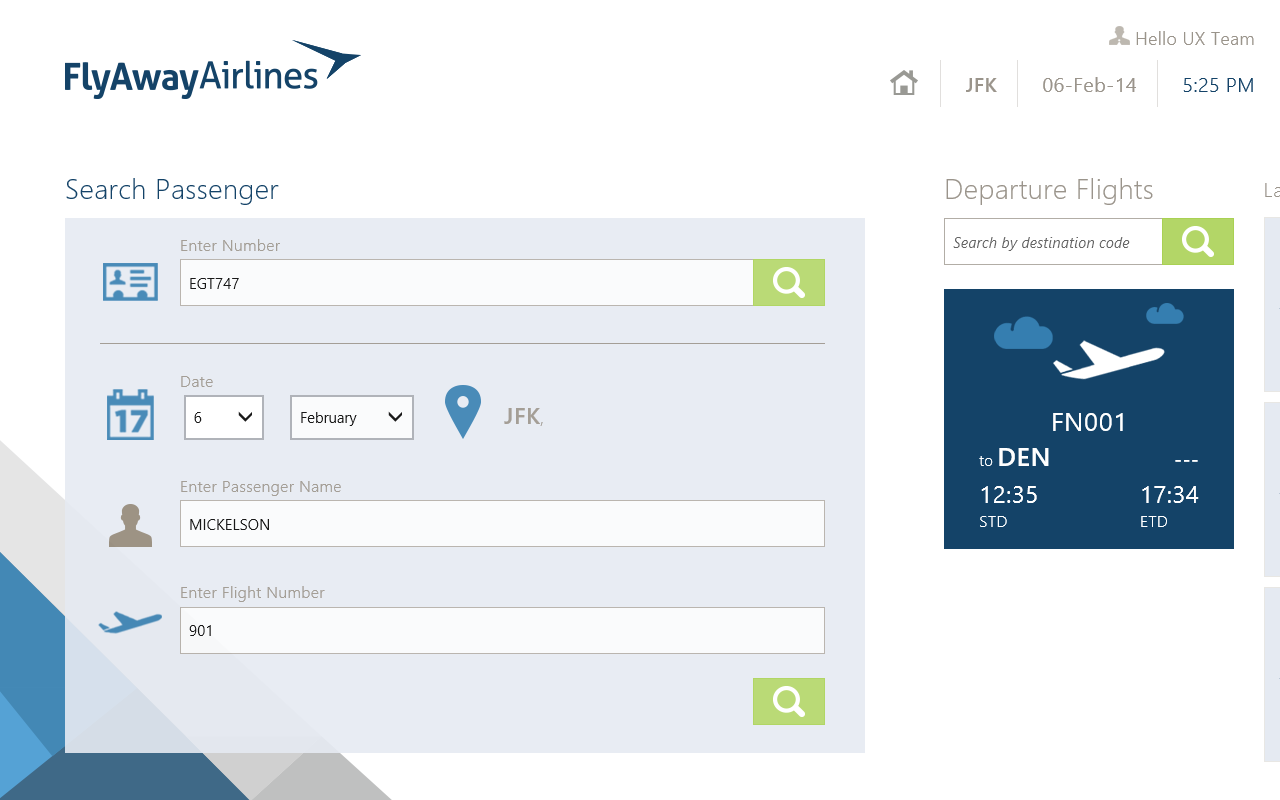 Hello UX Team
FlyAwayAirlines
JFK
06-Feb-14
5:25 PM
Search Passenger
Enter Number
EGT747
Date
17
6
February
JFK,
Enter Passenger Name
MICKELSON
Enter Flight Number
901
Departure Flights
Search by destination code
FN001
to DEN
---
12:35
17:34
STD
ETD
La